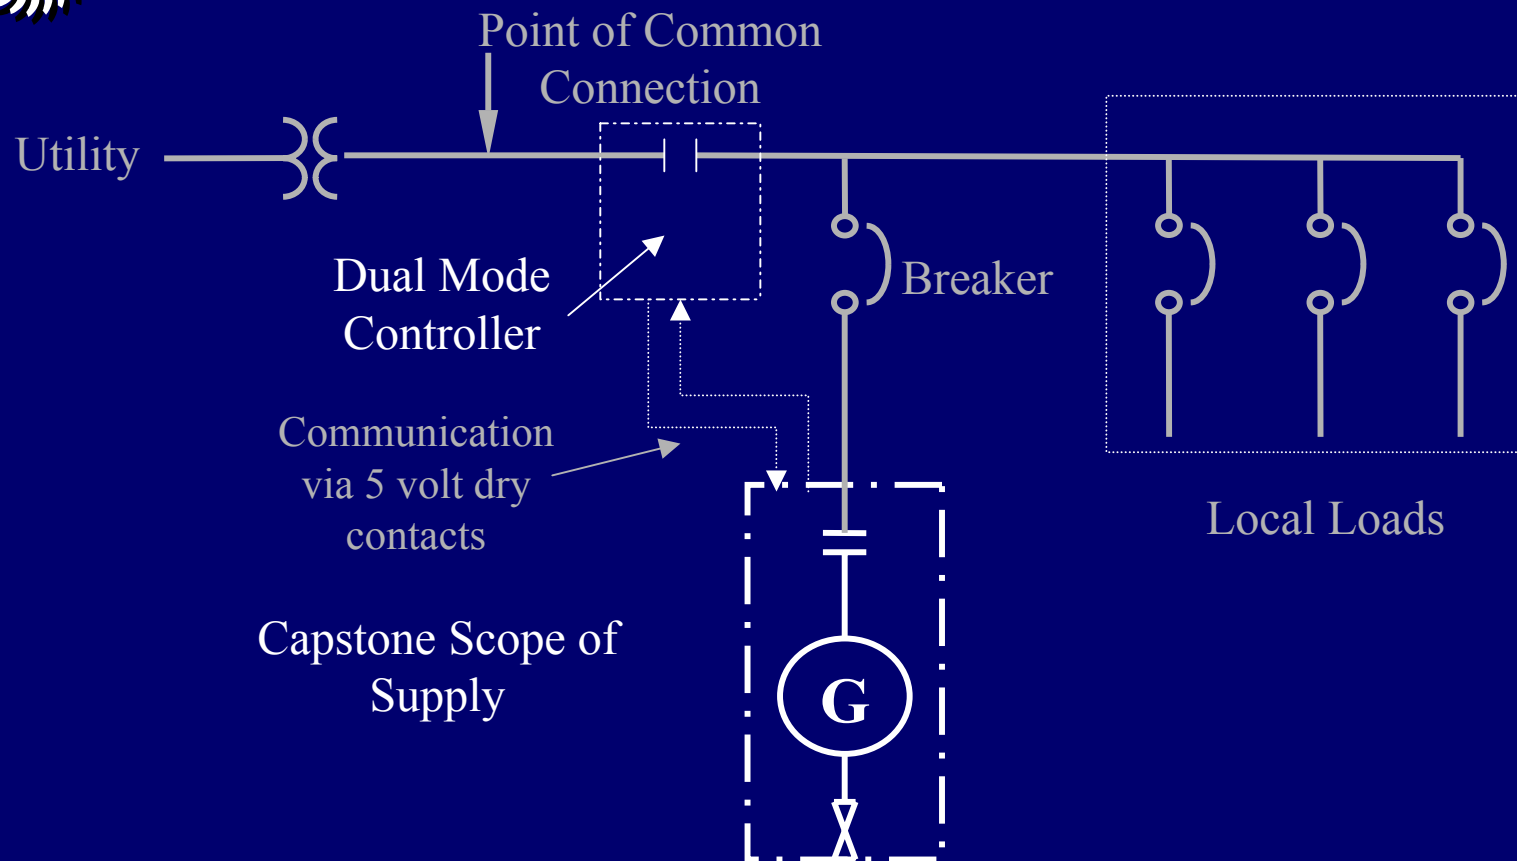 Point of Common
Connection
Utility
Dual Mode
Controller
Breaker
Communication
via 5 volt dry
contacts
Local Loads
Capstone Scope of
Supply
G